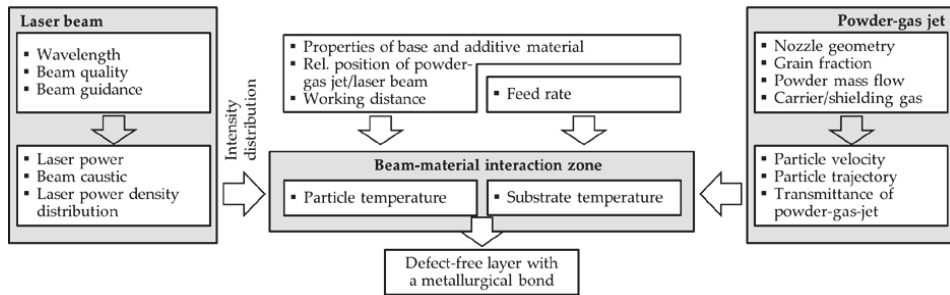 Laser beam
▪ Wavelength
▪ Beam quality
▪ Beam guidance
▪ Laser power
▪ Beam caustic
▪ Laser power density
distribution
Intensity
distribution
▪ Properties of base and additive material
▪ Rel. position of powder-
gas jet/laser beam
▪ Working distance
▪ Feed rate
Beam-material interaction zone
▪ Particle temperature
▪ Substrate temperature
Defect-free layer with
a metallurgical bond
Powder-gas jet
▪ Nozzle geometry
▪ Grain fraction
▪ Powder mass flow
▪ Carrier/shielding gas
▪ Particle velocity
▪ Particle trajectory
▪ Transmittance of
powder-gas-jet